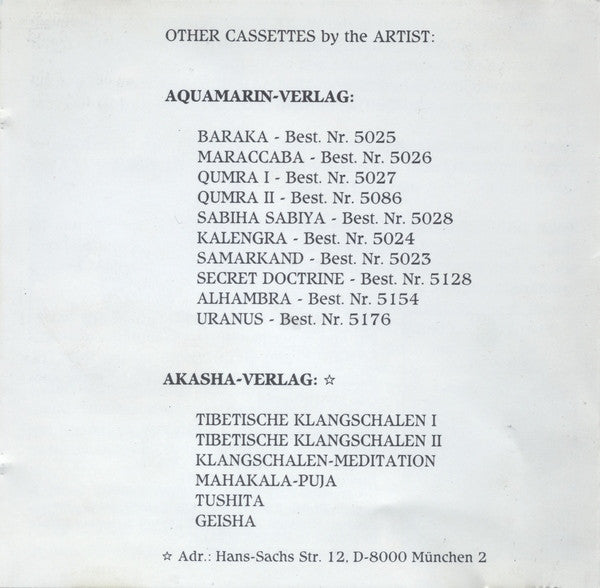 OTHER CASSETTES by the ARTIST:
AQUAMARIN-VERLAG:
BARAKA - Best. Nr. 5025
MARACCABA - Best. Nr. 5026
QUMRA I - Best. Nr. 5027
QUMRA II - Best. Nr. 5086
SABIHA SABIYA - Best. Nr. 5028
KALENGRA - Best. Nr. 5024
SAMARKAND - Best. Nr. 5023
SECRET DOCTRINE - Best. Nr. 5128
ALHAMBRA - Best. Nr. 5154
URANUS - Best. Nr. 5176
AKASHA-VERLAG: ☆
TIBETISCHE KLANGSCHALEN I
TIBETISCHE KLANGSCHALEN II
KLANGSCHALEN-MEDITATION
MAHAKALA-PUJA
TUSHITA
GEISHA
☆ Adr.: Hans-Sachs Str. 12, D-8000 München 2